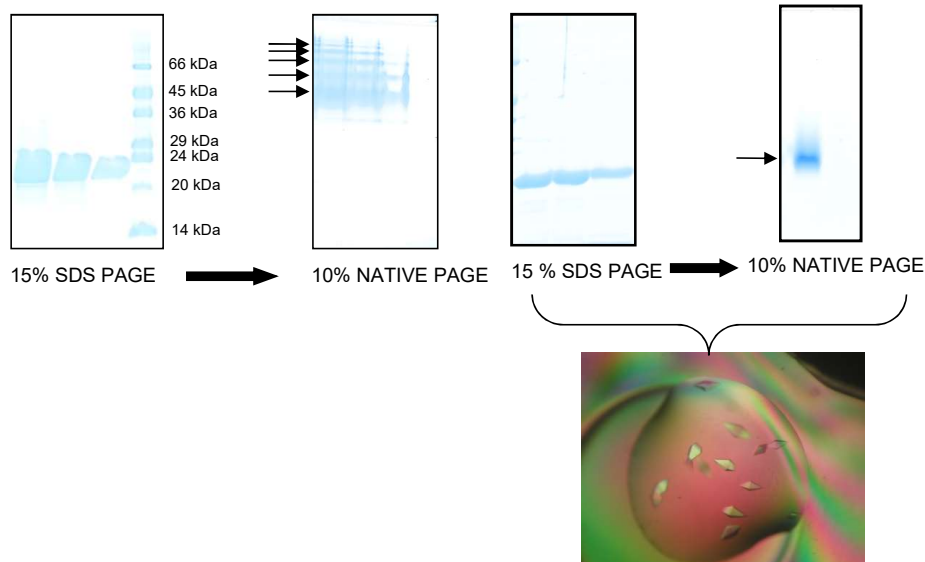 66 kDa
45 kDa
36 kDa
29 kDa
24 kDa
20 kDa
14 kDa
15% SDS PAGE
10% NATIVE PAGE
15 % SDS PAGE
10% NATIVE PAGE